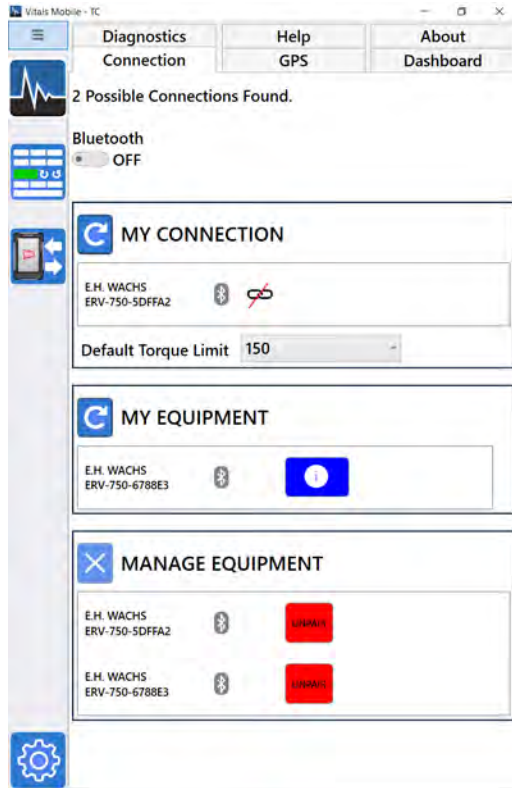 Vitals Mobile - TC
Diagnostics Help About
Connection GPS Dashboard
2 Possible Connections Found.
Bluetooth
OFF
MY CONNECTION
E.H. WACHS
ERV-750-5DFFA2
Default Torque Limit 150
MY EQUIPMENT
E.H. WACHS
ERV-750-6788E3
i
MANAGE EQUIPMENT
E.H. WACHS
ERV-750-5DFFA2
UNPAIR
E.H. WACHS
ERV-750-6788E3
UNPAIR